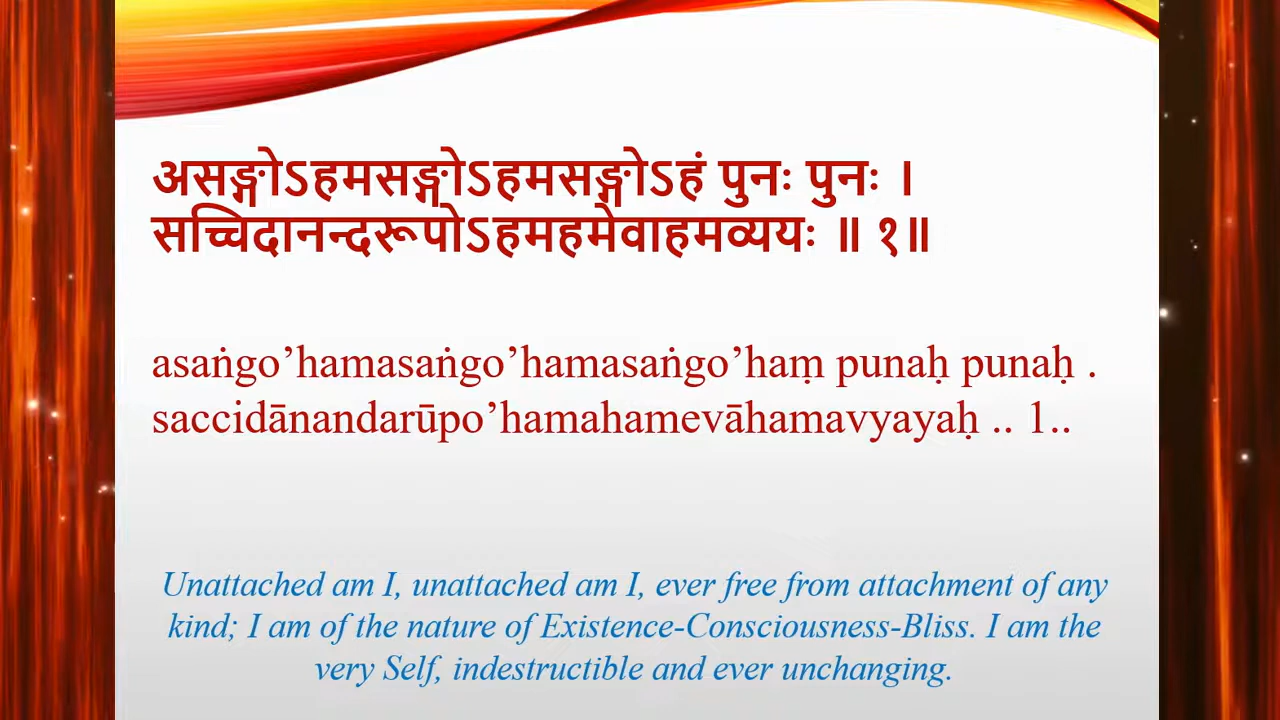 असङ्गोऽहमसङ्गोऽहमसङ्गोऽहं पुनः पुनः ।
सच्चिदानन्दरूपोऽहमहमेवाहमव्ययः ॥ १॥
asaṅgo’hamasaṅgo’hamasaṅgo’haṃ punaḥ punaḥ .
saccidānandarūpo’hamahamevāhamavyayaḥ .. 1..
Unattached am I, unattached am I, ever free from attachment of any
kind; I am of the nature of Existence-Consciousness-Bliss. I am the
very Self, indestructible and ever unchanging.